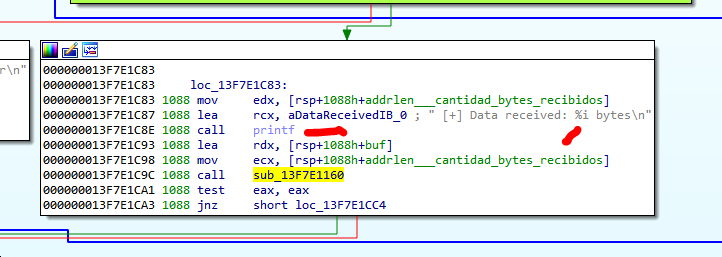 r\n"
000000013F7E1C83
000000013F7E1C83 loc_13F7E1C83:
000000013F7E1C83 1088 mov edx, [rsp+1088h+addrlen___cantidad_bytes_recibidos]
000000013F7E1C87 1088 lea rcx, aDataReceivedIB_0 ; " [+] Data received: %i bytes\n"
000000013F7E1C8E 1088 call printf
000000013F7E1C93 1088 lea rdx, [rsp+1088h+buf]
000000013F7E1C98 1088 mov ecx, [rsp+1088h+addrlen___cantidad_bytes_recibidos]
000000013F7E1C9C 1088 call sub_13F7E1160
000000013F7E1CA1 1088 test eax, eax
000000013F7E1CA3 1088 jnz short loc_13F7E1CC4